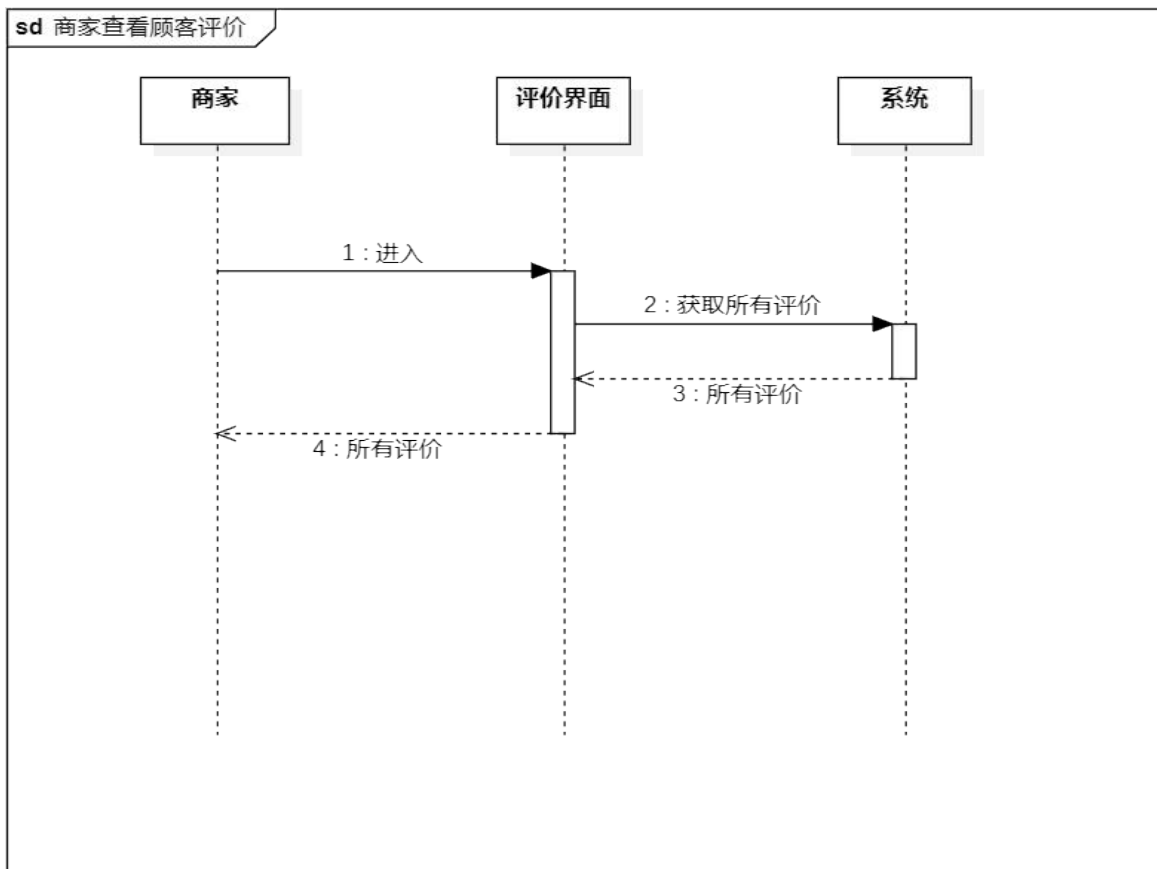 sd 商家查看顾客评价
商家
评价界面
系统
1 : 进入
2 : 获取所有评价
3 : 所有评价
4 : 所有评价